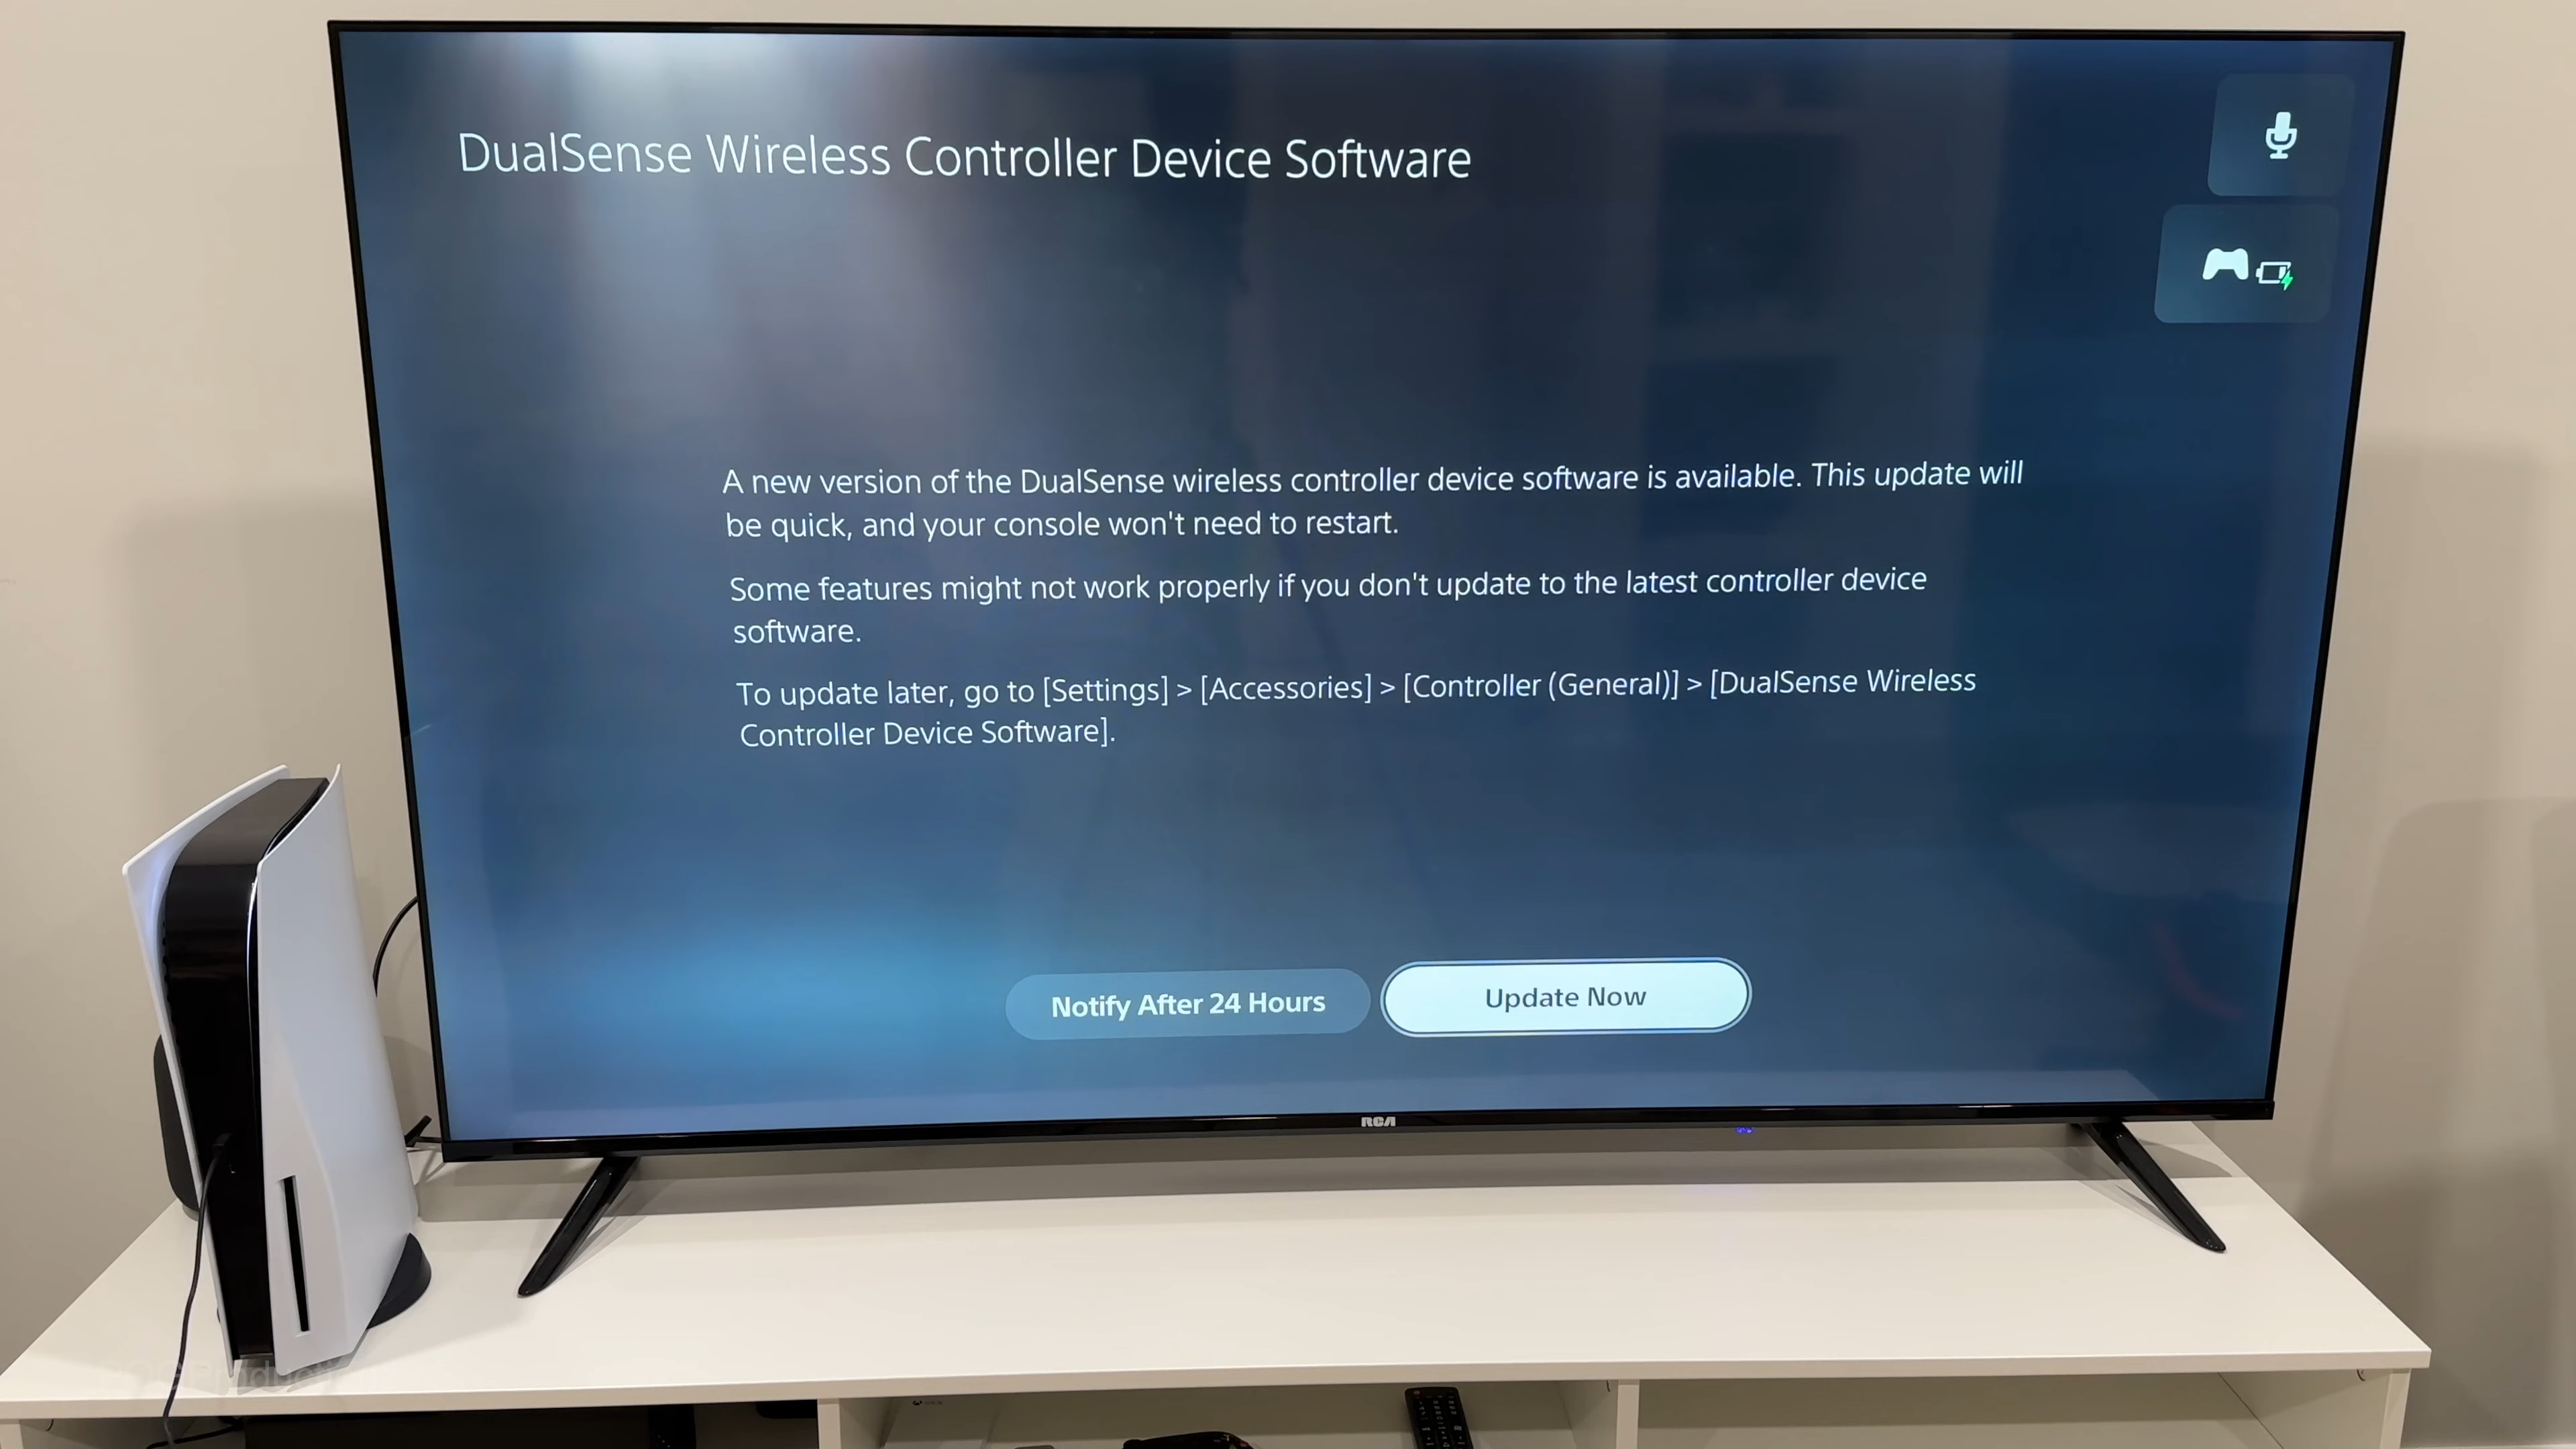 DualSense Wireless Controller Device Software
A new version of the DualSense wireless controller device software is available. This update will
be quick, and your console won't need to restart.
Some features might not work properly if you don't update to the latest controller device
software.
To update later, go to [Settings] > [Accessories] > [Controller (General)] > [DualSense Wireless
Controller Device Software].
Notify After 24 Hours
Update Now
RCA